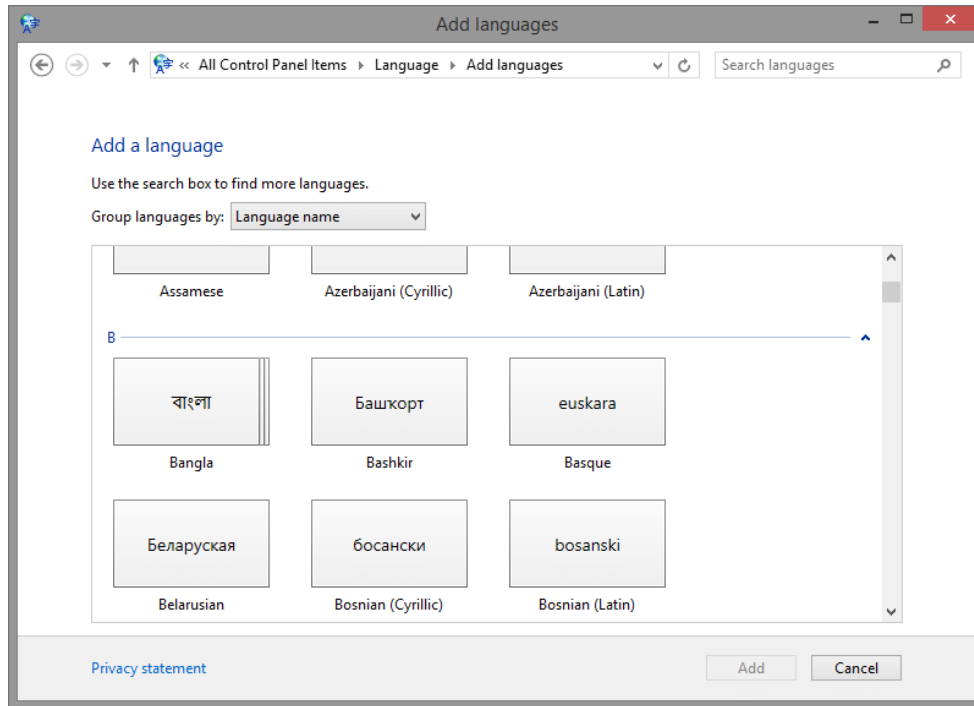 Add languages
« All Control Panel Items Language Add languages
Search languages
Add a language
Use the search box to find more languages.
Group languages by: Language name
Assamese Azerbaijani (Cyrillic) Azerbaijani (Latin)
B
বাংলা Башҡорт euskara
Bangla Bashkir Basque
Беларуская босански bosanski
Belarusian Bosnian (Cyrillic) Bosnian (Latin)
Privacy statement
Add Cancel